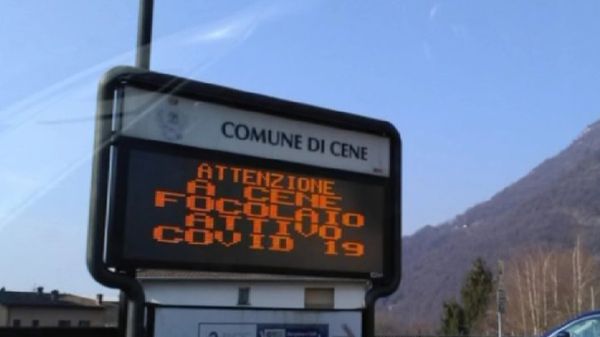 COMUNE DI CENE
ATTENZIONE
A CENE
FOCOLAIO
ATTIVO
COVID 19